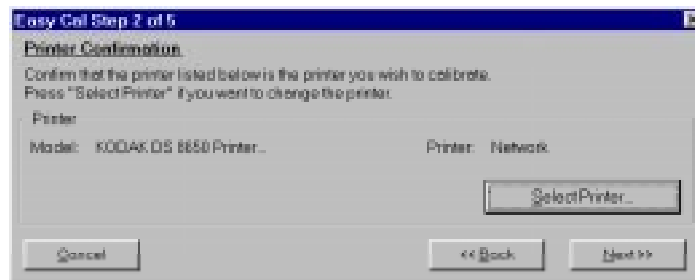 Easy Cal Step 2 of 5
Printer Confirmation
Confirm that the printer listed below is the printer you wish to calibrate.
Press "Select Printer" if you want to change the printer.
Printer
Model: KODAK DS 8650 Printer... Printer: Network
Select Printer...
Cancel << Back Next >>